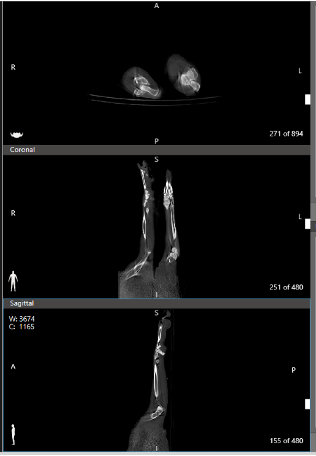 A
R
L
P
271 of 894
Coronal
S
R
L
I
251 of 480
Sagittal
W: 3674
C: 1165
S
A
P
I
155 of 480